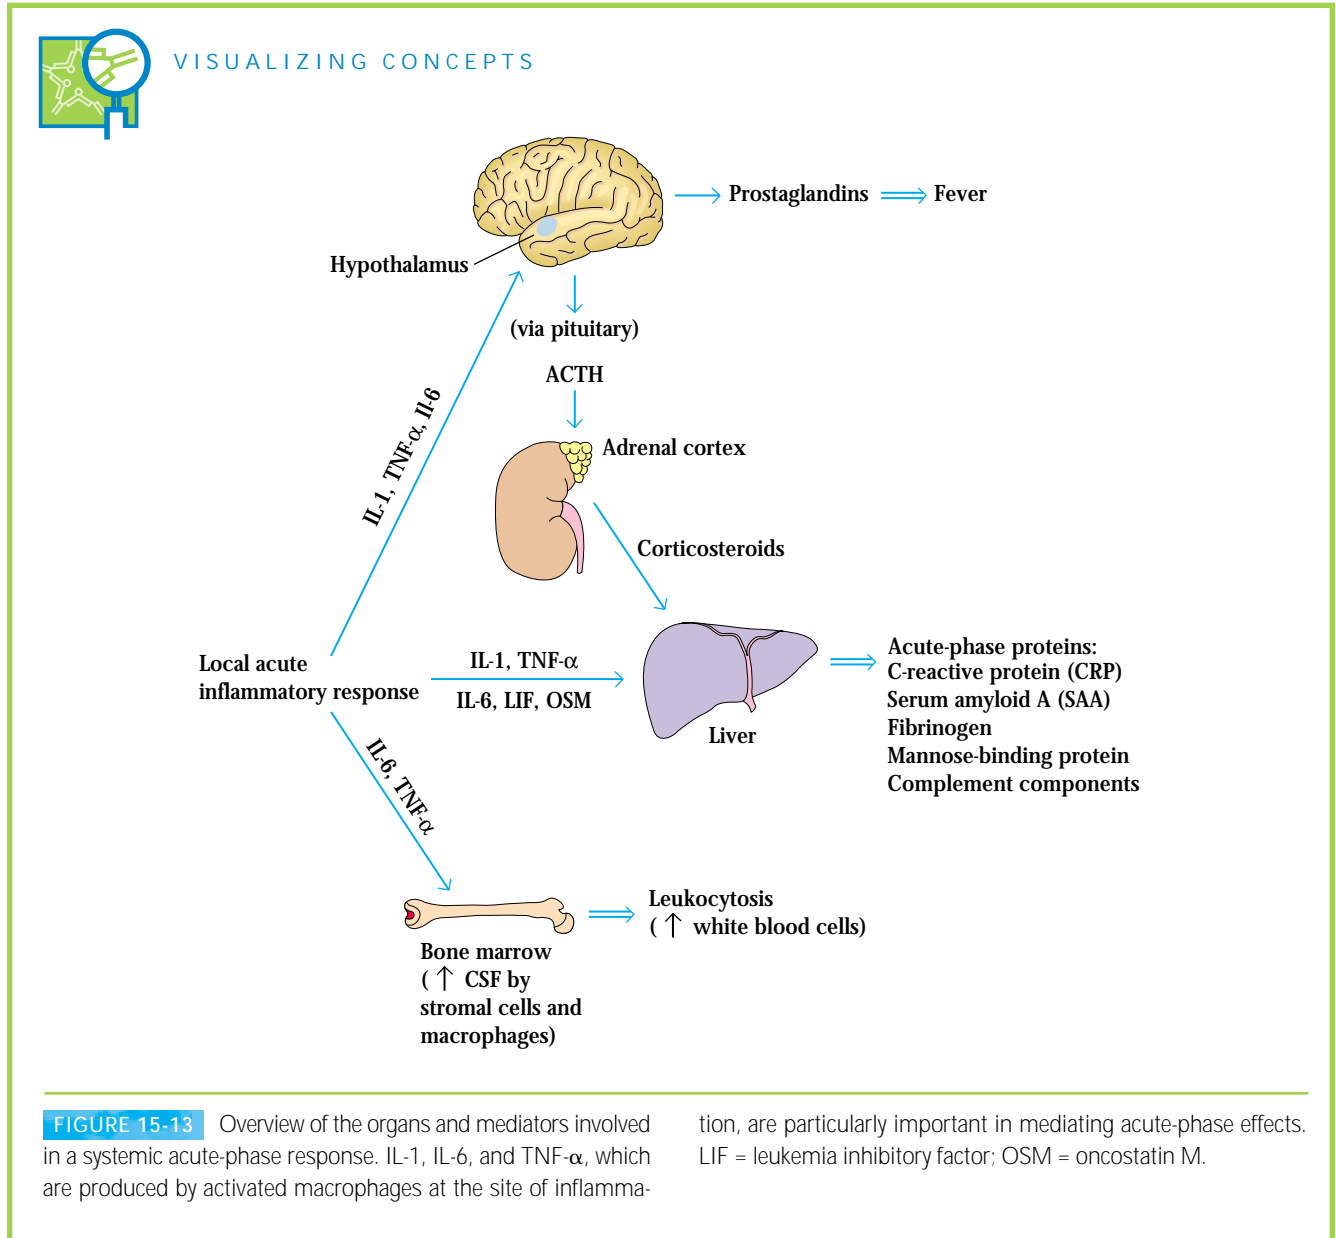 VISUALIZING CONCEPTS
Prostaglandins
Fever
Hypothalamus
(via pituitary)
ACTH
IL-1, TNF-α, Il-6
Adrenal cortex
Corticosteroids
Local acute
inflammatory response
IL-1, TNF-α
IL-6, LIF, OSM
Liver
Acute-phase proteins:
C-reactive protein (CRP)
Serum amyloid A (SAA)
Fibrinogen
Mannose-binding protein
Complement components
IL-6, TNF-α
Bone marrow
(↑ CSF by
stromal cells and
macrophages)
Leukocytosis
(↑ white blood cells)
FIGURE 15-13 Overview of the organs and mediators involved
in a systemic acute-phase response. IL-1, IL-6, and TNF-α, which
are produced by activated macrophages at the site of inflamma-
tion, are particularly important in mediating acute-phase effects.
LIF = leukemia inhibitory factor; OSM = oncostatin M.